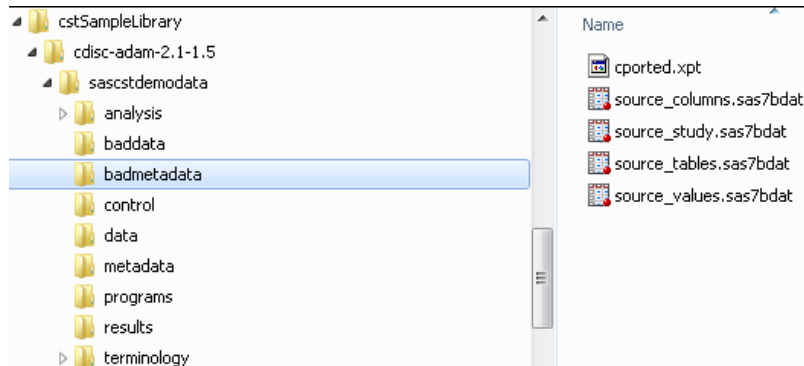 cstSampleLibrary
cdisc-adam-2.1-1.5
sascstdemodata
analysis
baddata
badmetadata
control
data
metadata
programs
results
terminology
Name
cported.xpt
source_columns.sas7bdat
source_study.sas7bdat
source_tables.sas7bdat
source_values.sas7bdat